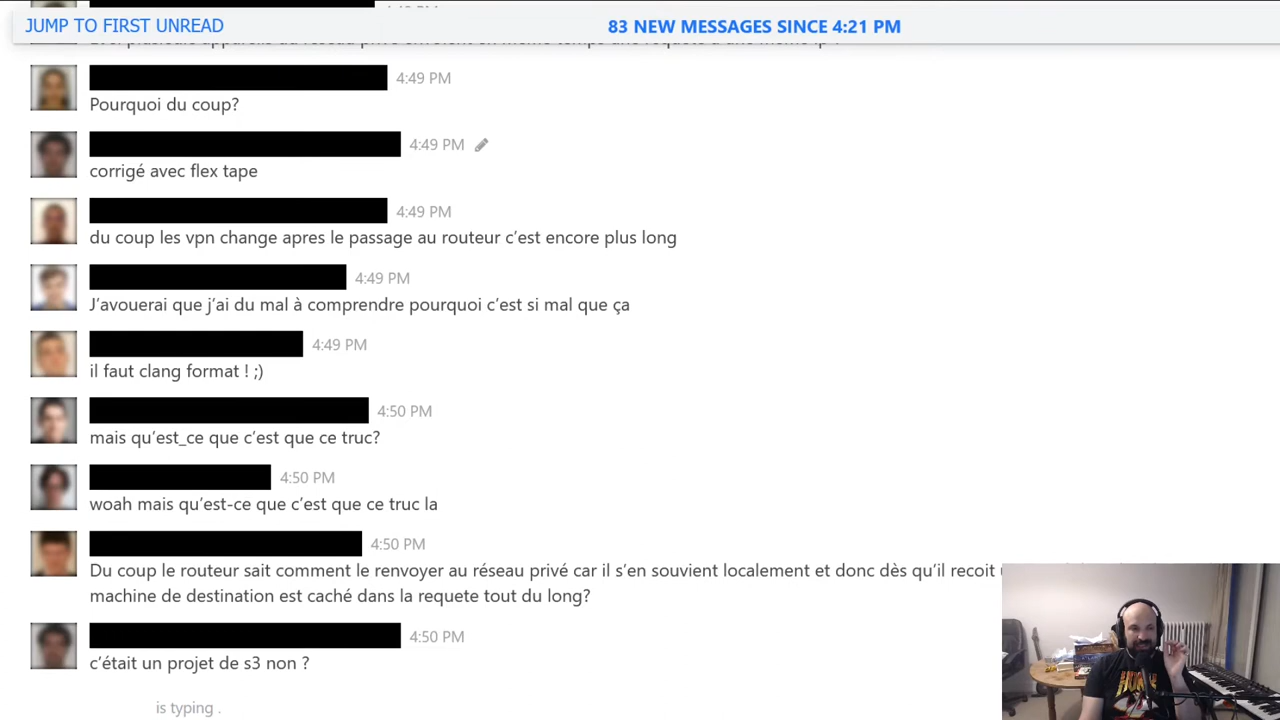 JUMP TO FIRST UNREAD
83 NEW MESSAGES SINCE 4:21 PM
4:49 PM
Pourquoi du coup?
4:49 PM
corrigé avec flex tape
4:49 PM
du coup les vpn change apres le passage au routeur c'est encore plus long
4:49 PM
J'avouerai que j'ai du mal à comprendre pourquoi c'est si mal que ça
4:49 PM
il faut clang format ! ;)
4:50 PM
mais qu'est_ce que c'est que ce truc?
4:50 PM
woah mais qu'est-ce que c'est que ce truc la
4:50 PM
Du coup le routeur sait comment le renvoyer au réseau privé car il s'en souvient localement et donc dès qu'il recoit
machine de destination est caché dans la requete tout du long?
4:50 PM
c'était un projet de s3 non ?
is typing .